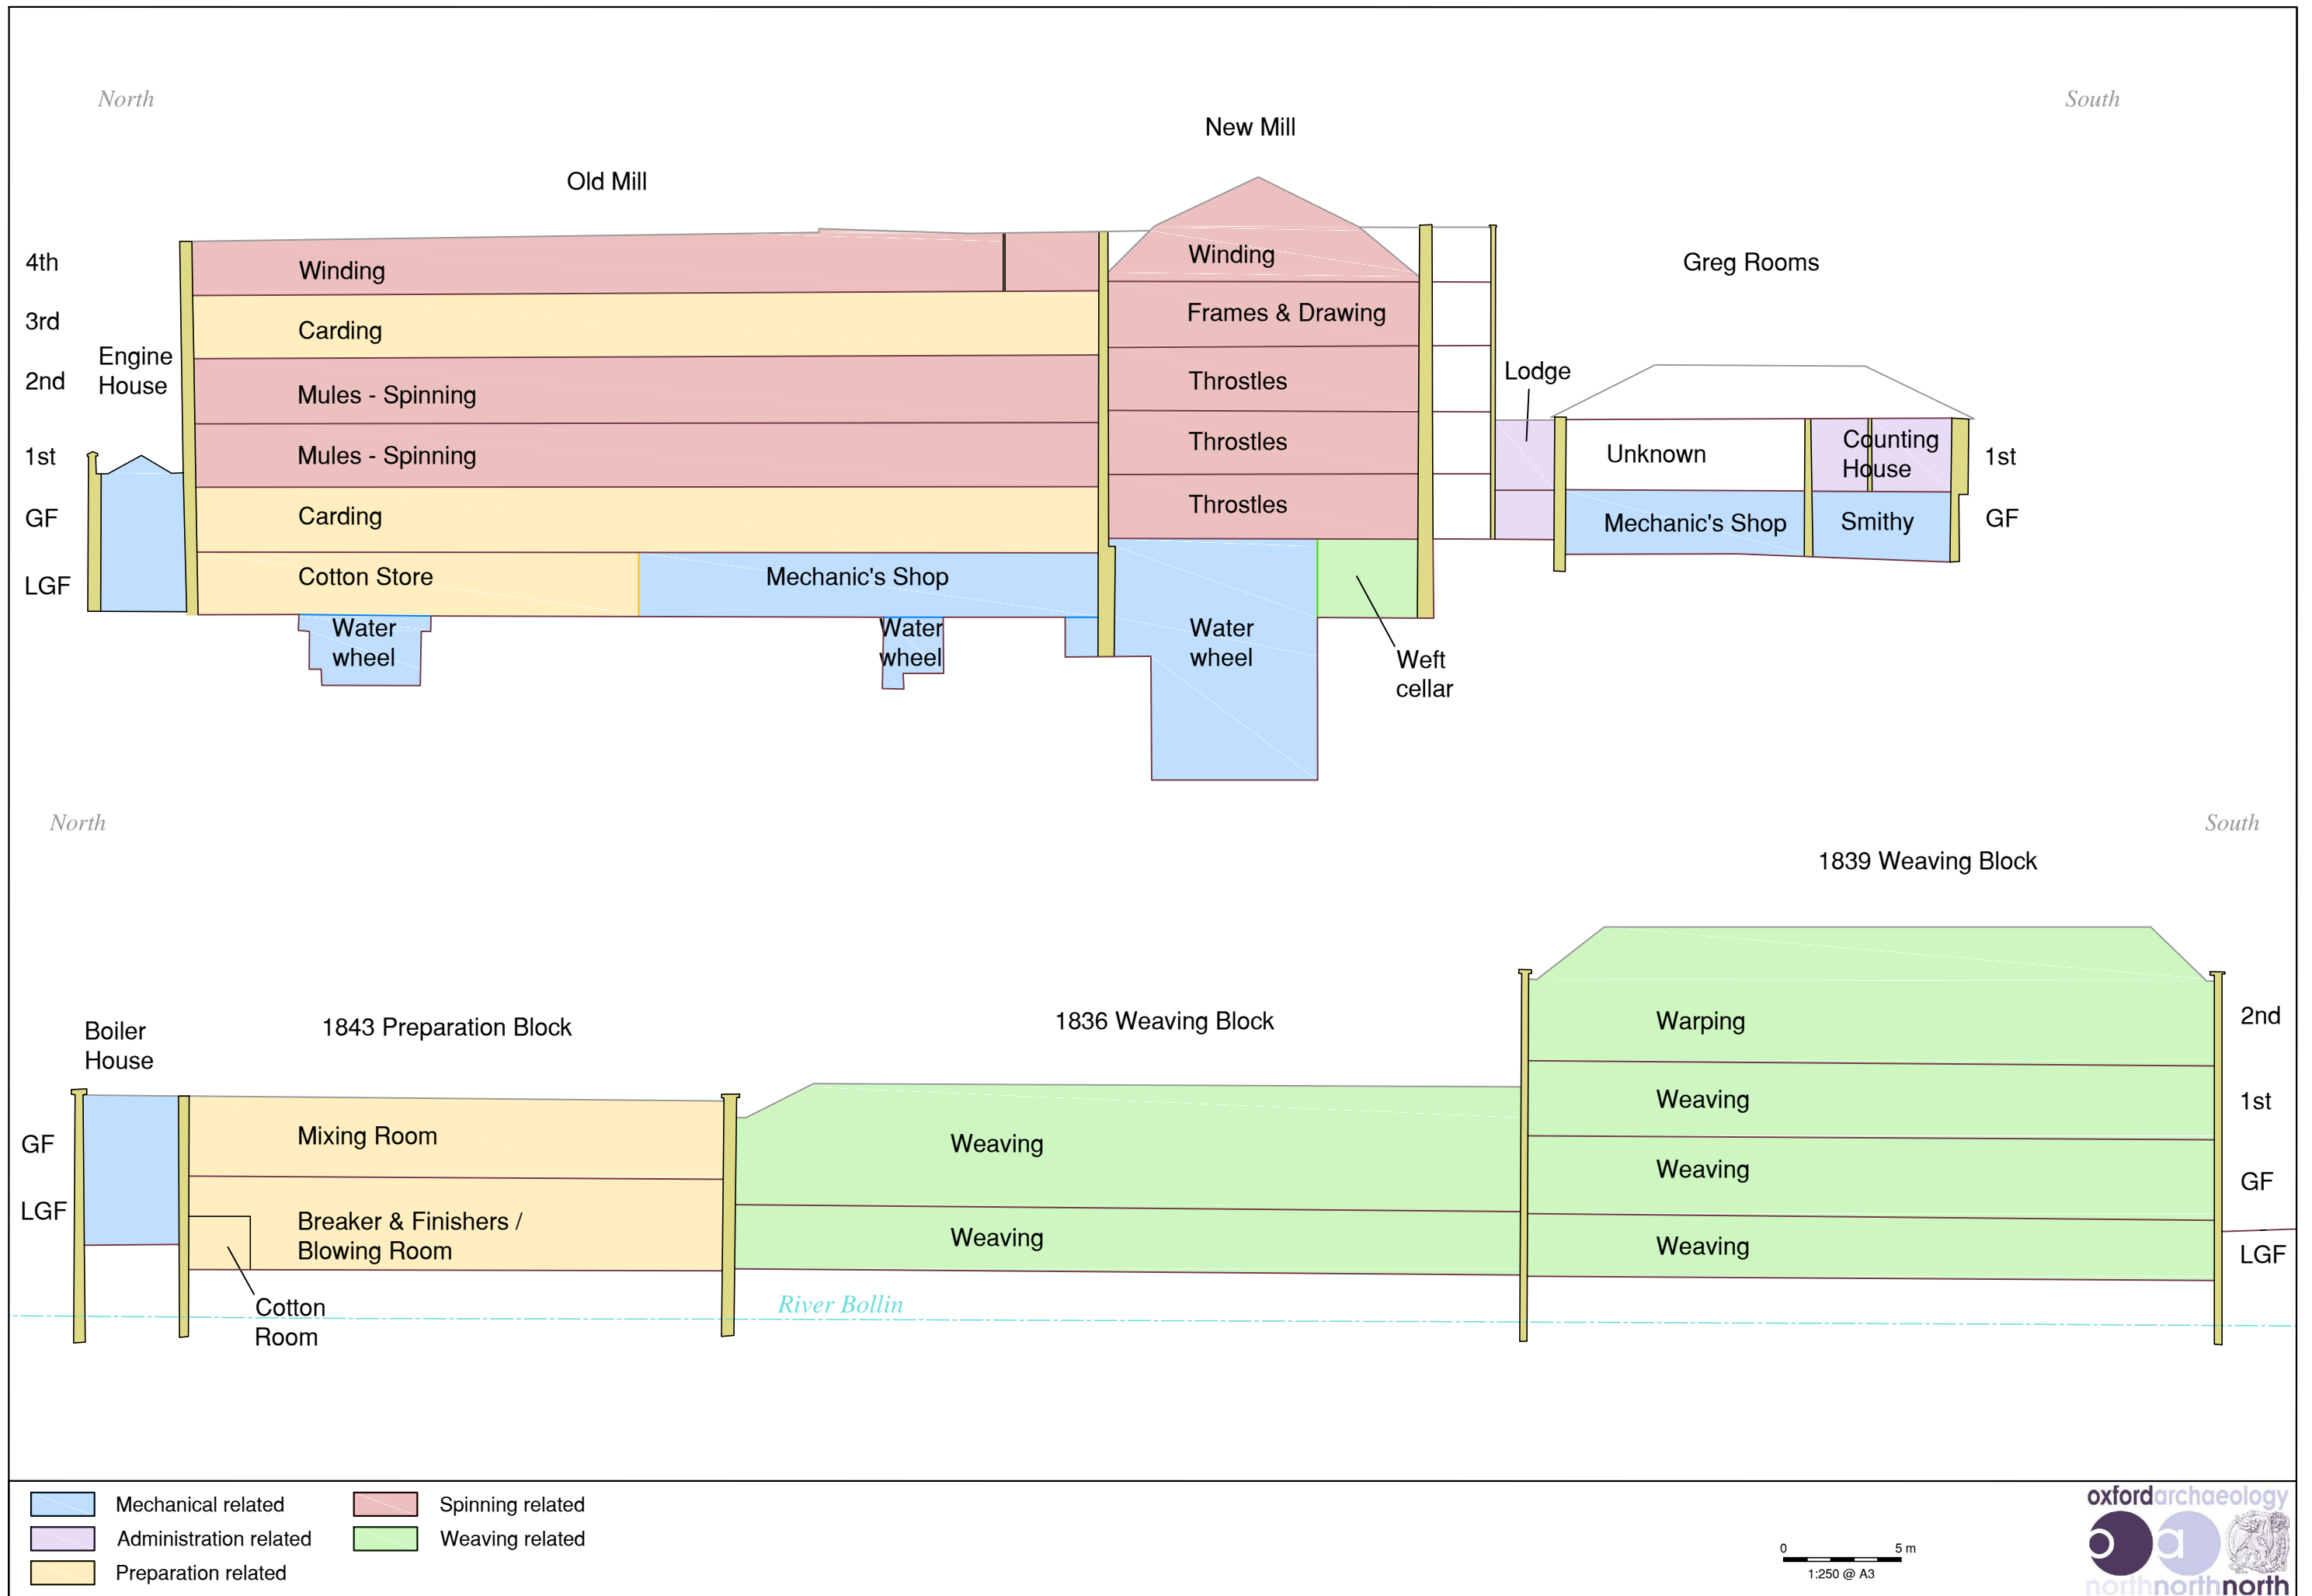 North
South
New Mill
Old Mill
4th
Winding
Winding
Greg Rooms
3rd
Carding
Frames & Drawing
Engine
House
2nd
Mules - Spinning
Throstles
Lodge
1st
Mules - Spinning
Throstles
Unknown
Counting
House
1st
GF
Carding
Throstles
Mechanic's Shop
Smithy
GF
LGF
Cotton Store
Mechanic's Shop
Water
wheel
Water
wheel
Water
wheel
Weft
cellar
North
South
1839 Weaving Block
Boiler
House
1843 Preparation Block
1836 Weaving Block
Warping
2nd
Weaving
1st
GF
Mixing Room
Weaving
Weaving
GF
LGF
Breaker & Finishers /
Blowing Room
Weaving
Weaving
LGF
Cotton
Room
River Bollin
Mechanical related
Spinning related
Administration related
Weaving related
Preparation related
0
5 m
1:250 @ A3
oxfordarchaeology
o a
northnorthnorth